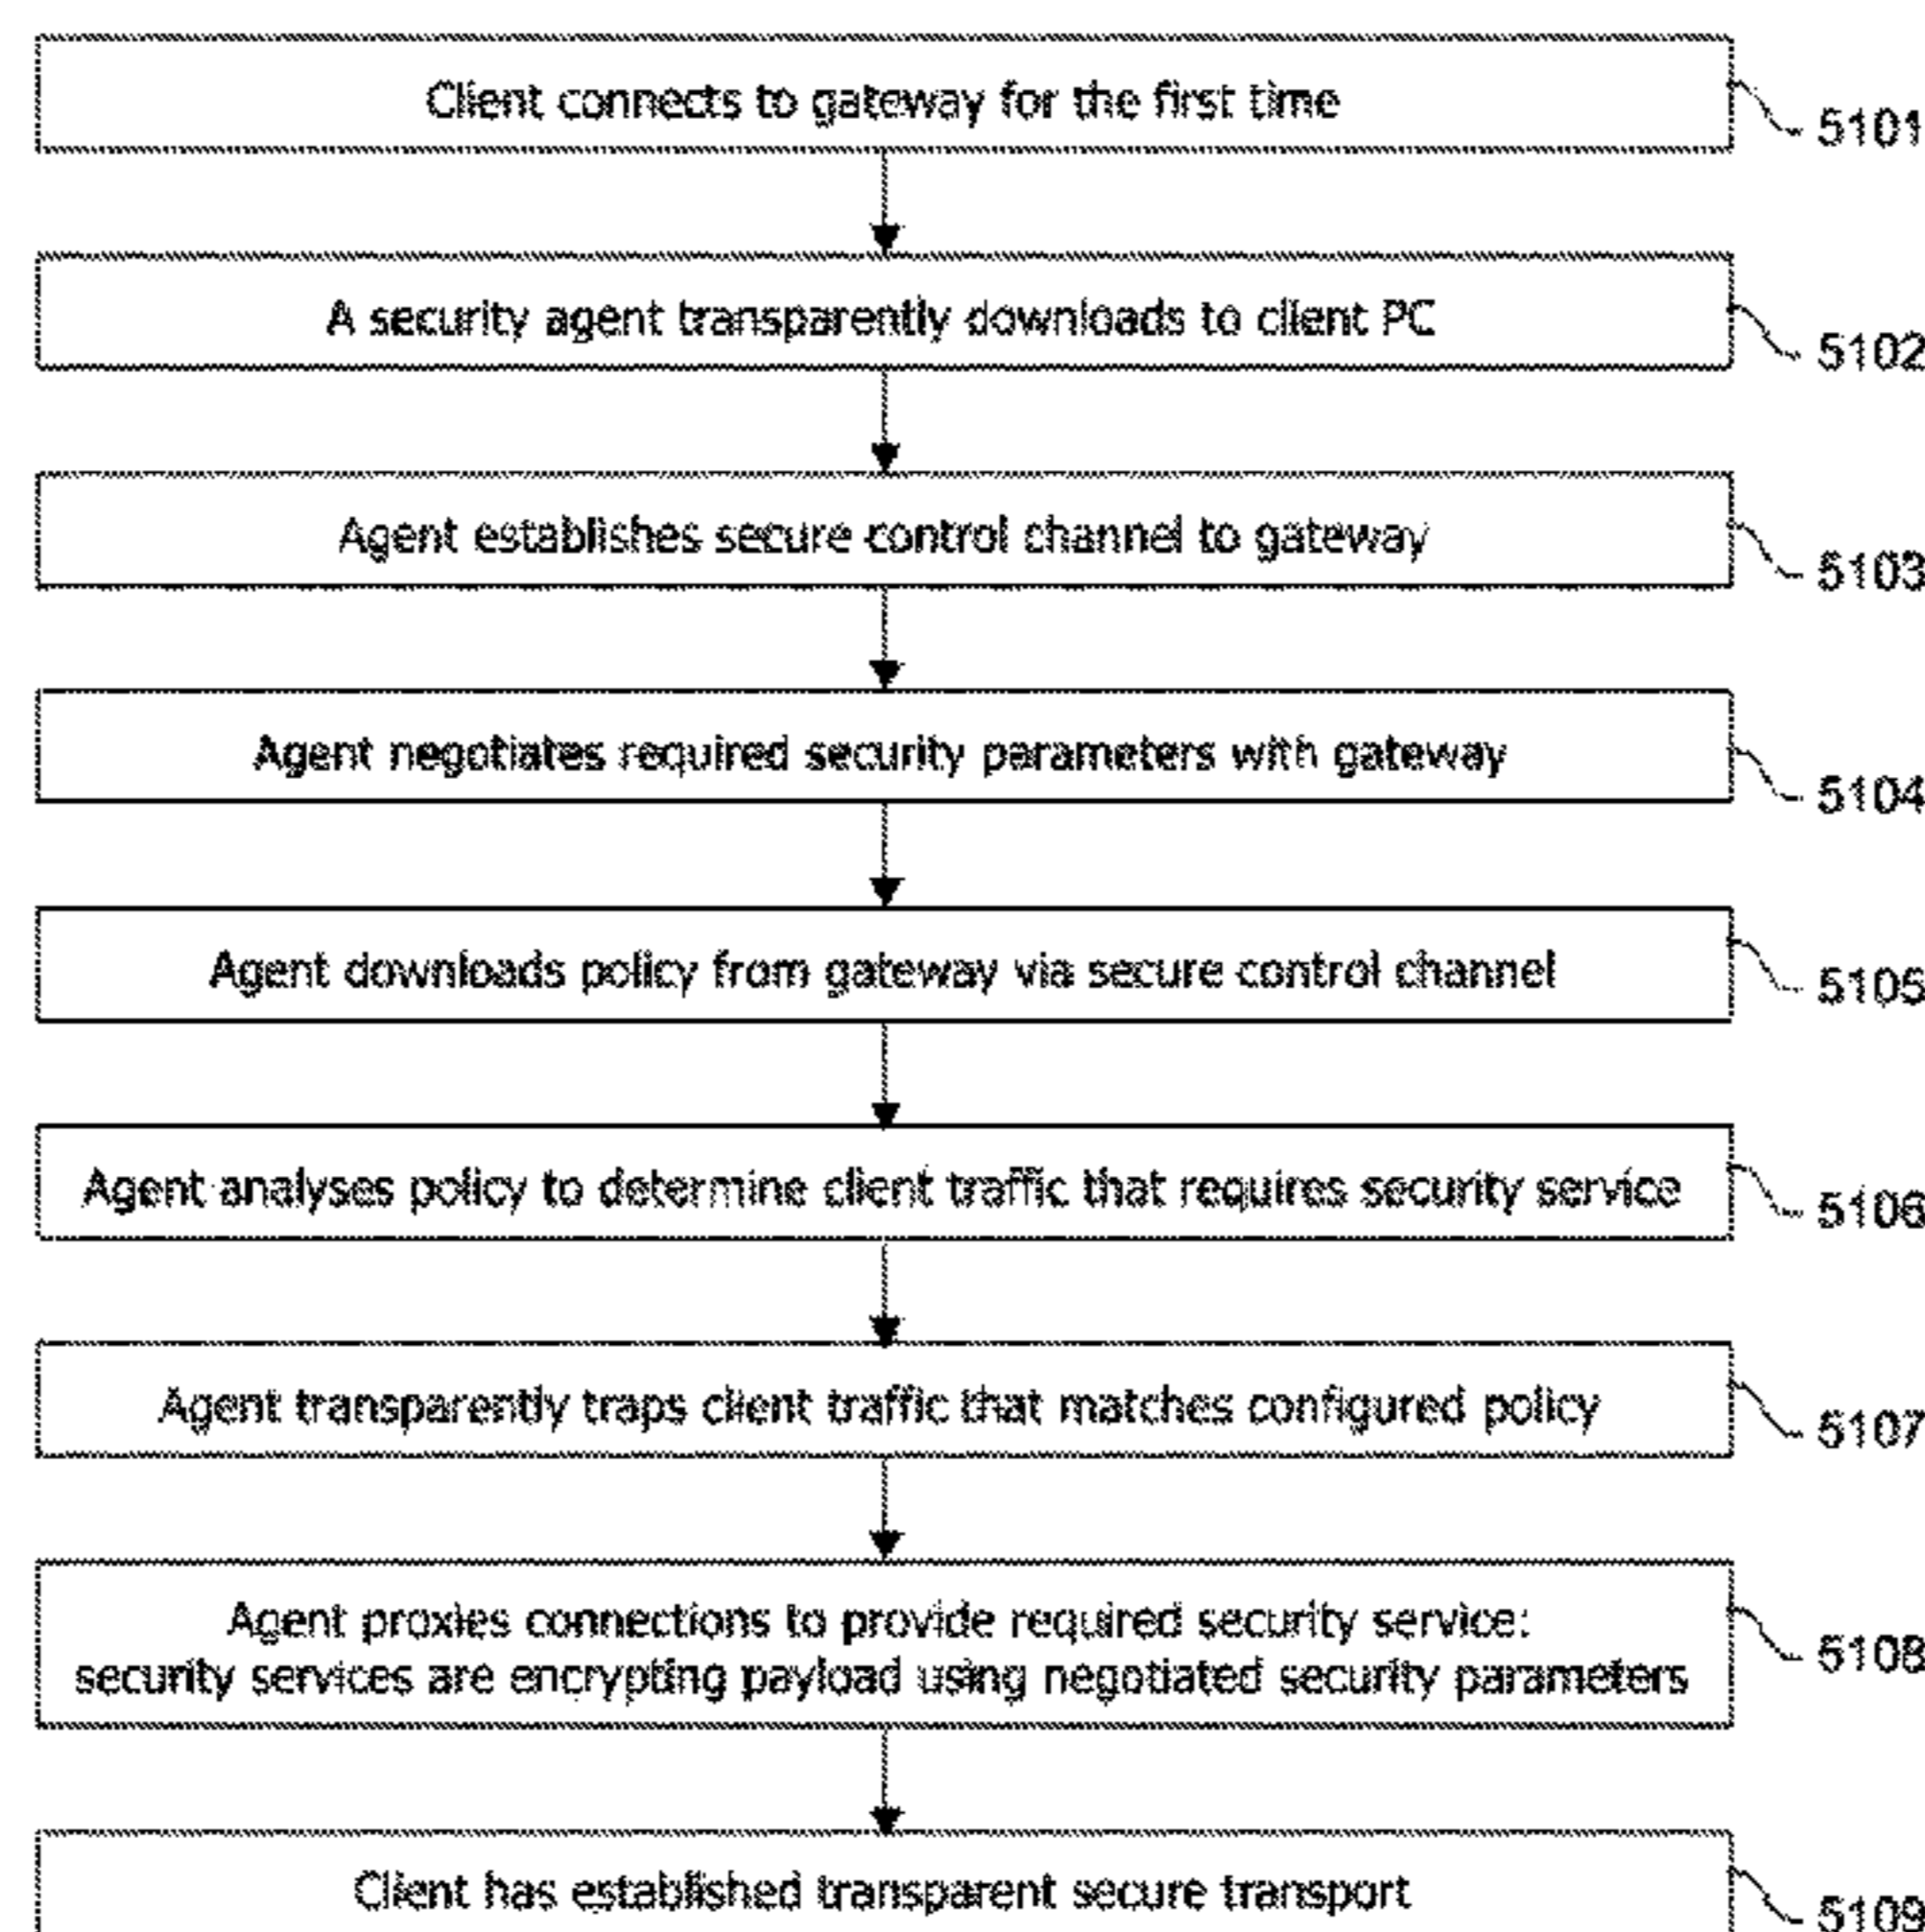 Client connects to gateway for the first time
5101
A security agent transparently downloads to client PC
5102
Agent establishes secure control channel to gateway
5103
Agent negotiates required security parameters with gateway
5104
Agent downloads policy from gateway via secure control channel
5105
Agent analyses policy to determine client traffic that requires security service
5106
Agent transparently traps client traffic that matches configured policy
5107
Agent proxies connections to provide required security service:
security services are encrypting payload using negotiated security parameters
5108
Client has established transparent secure transport
5109